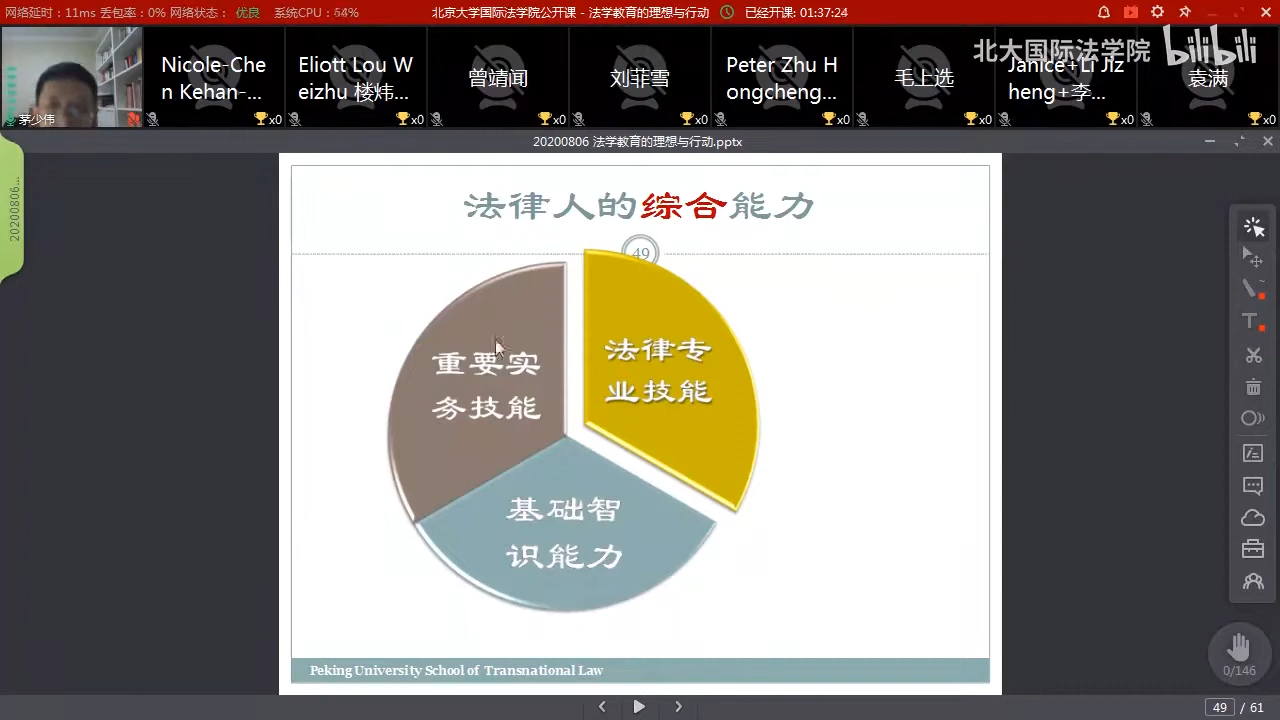 网络延时：11ms 丢包率：0% 网络状态： 优良 系统CPU：54% 北京大学国际法学院公开课 - 法学教育的理想与行动 已经开课: 01:37:24
北大国际法学院 bilibili
茅少伟
Nicole-Che
n Kehan-...
x0
Eliott Lou W
eizhu 楼炜...
x0
曾靖闻
x0
刘菲雪
x0
Peter Zhu H
ongcheng...
x0
毛上选
x0
Janice+Li Jiz
heng+李...
x0
袁满
x0
20200806 法学教育的理想与行动.pptx
20200806...
法律人的综合能力
49
法律专
业技能
重要实
务技能
基础智
识能力
Peking University School of Transnational Law
0/146
49 / 61